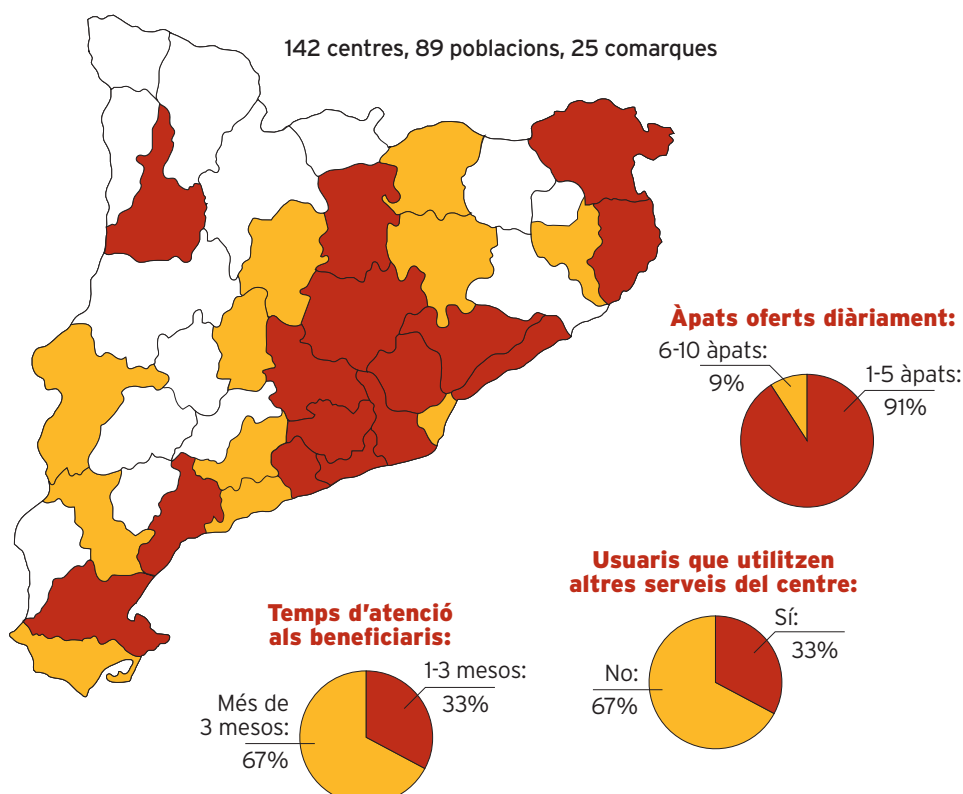 142 centres, 89 poblacions, 25 comarques
Àpats oferts diàriament:
6-10 àpats:
9%
1-5 àpats:
91%
Usuaris que utilitzen
altres serveis del centre:
Sí:
33%
No:
67%
Temps d'atenció
als beneficiaris:
1-3 mesos:
33%
Més de
3 mesos:
67%